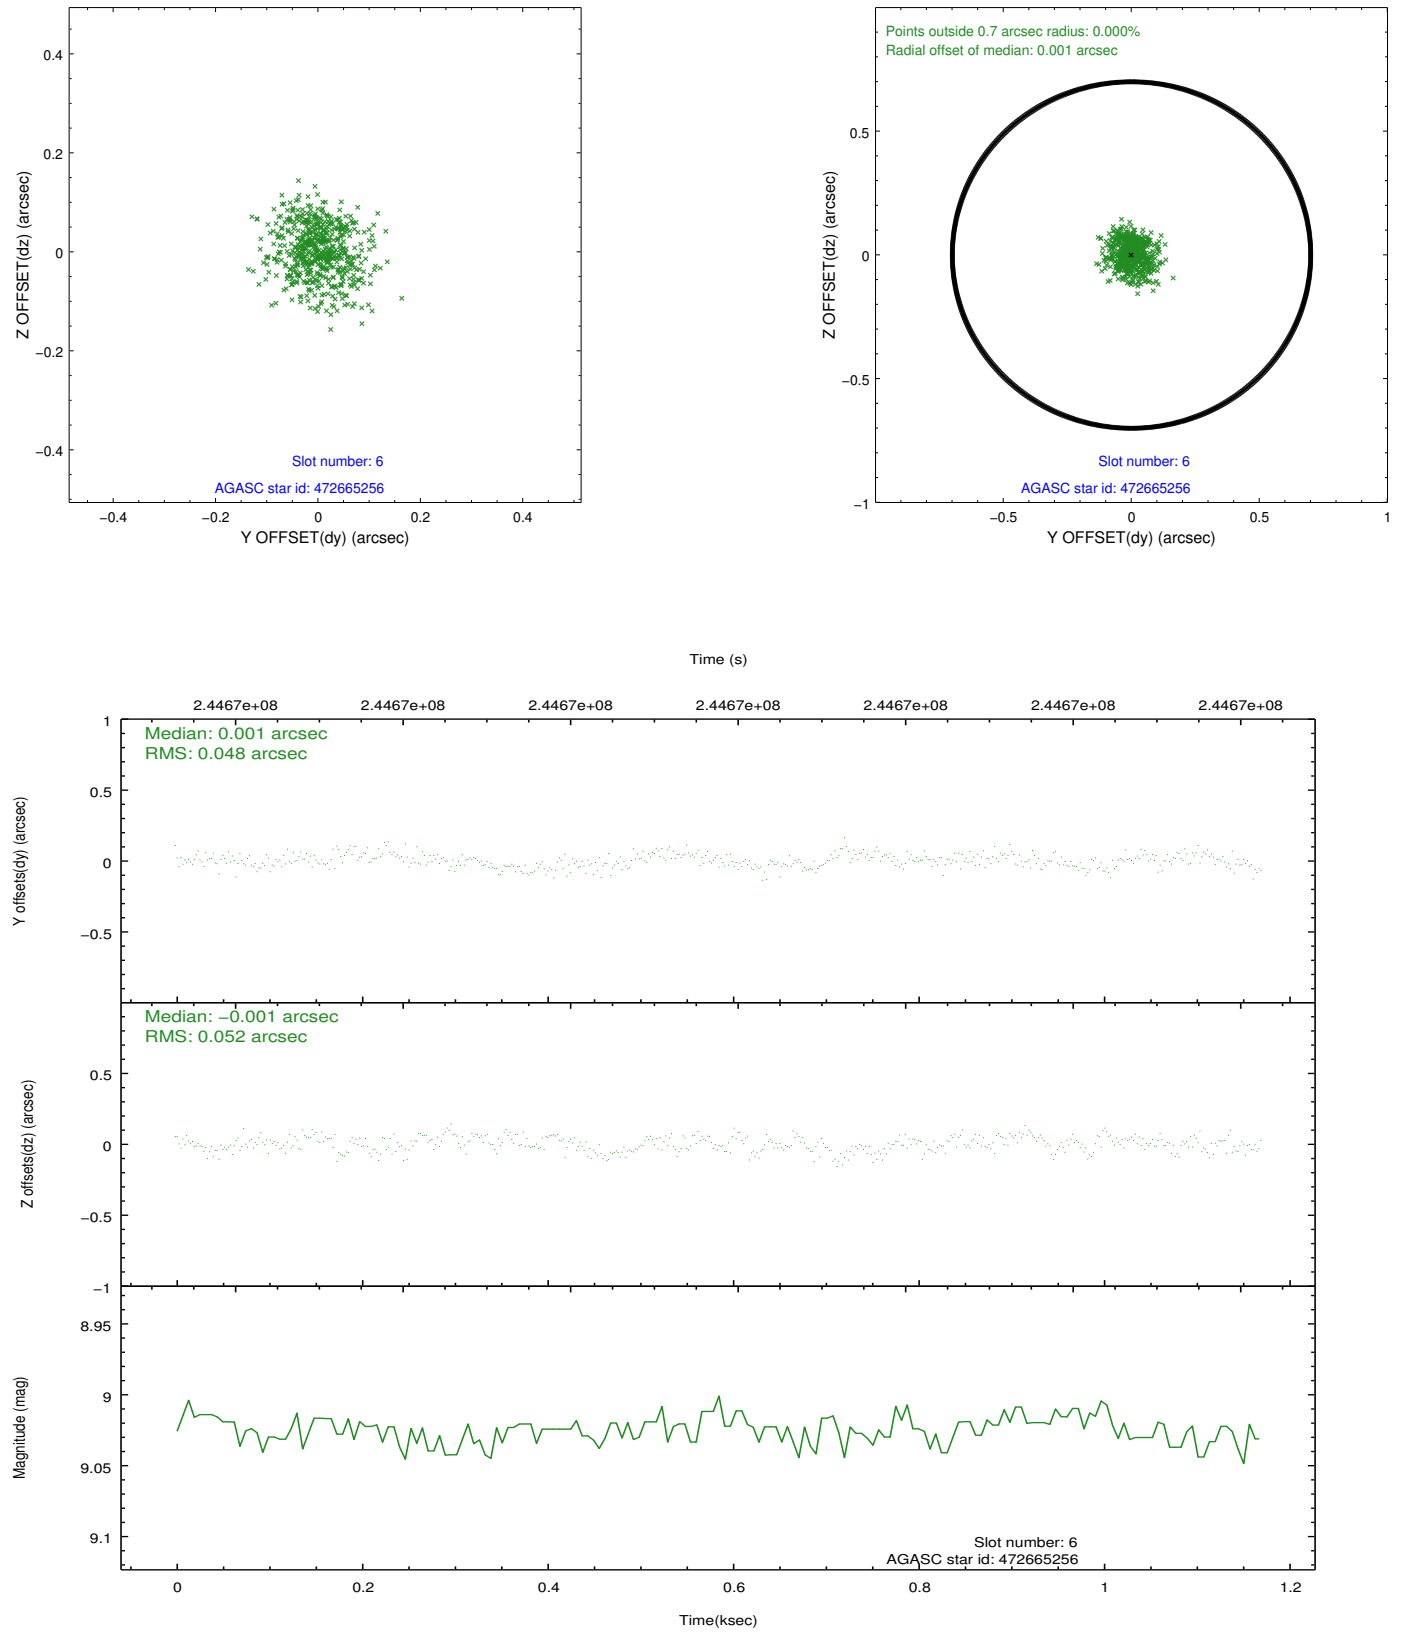 0.4
0.2
0
−0.2
−0.4
Z OFFSET(dz) (arcsec)
Slot number: 6
AGASC star id: 472665256
−0.4
−0.2
0
0.2
0.4
Y OFFSET(dy) (arcsec)
Points outside 0.7 arcsec radius: 0.000%
Radial offset of median: 0.001 arcsec
0.5
0
−0.5
−1
Z OFFSET(dz) (arcsec)
Slot number: 6
AGASC star id: 472665256
−0.5
0
0.5
1
Y OFFSET(dy) (arcsec)
Time (s)
2.4467e+08
2.4467e+08
2.4467e+08
2.4467e+08
2.4467e+08
2.4467e+08
2.4467e+08
Median: 0.001 arcsec
RMS: 0.048 arcsec
1
0.5
0
−0.5
Y offsets(dy) (arcsec)
Median: −0.001 arcsec
RMS: 0.052 arcsec
0.5
0
−0.5
−1
Z offsets(dz) (arcsec)
8.95
9
9.05
9.1
Magnitude (mag)
Slot number: 6
AGASC star id: 472665256
0
0.2
0.4
0.6
0.8
1
1.2
Time(ksec)